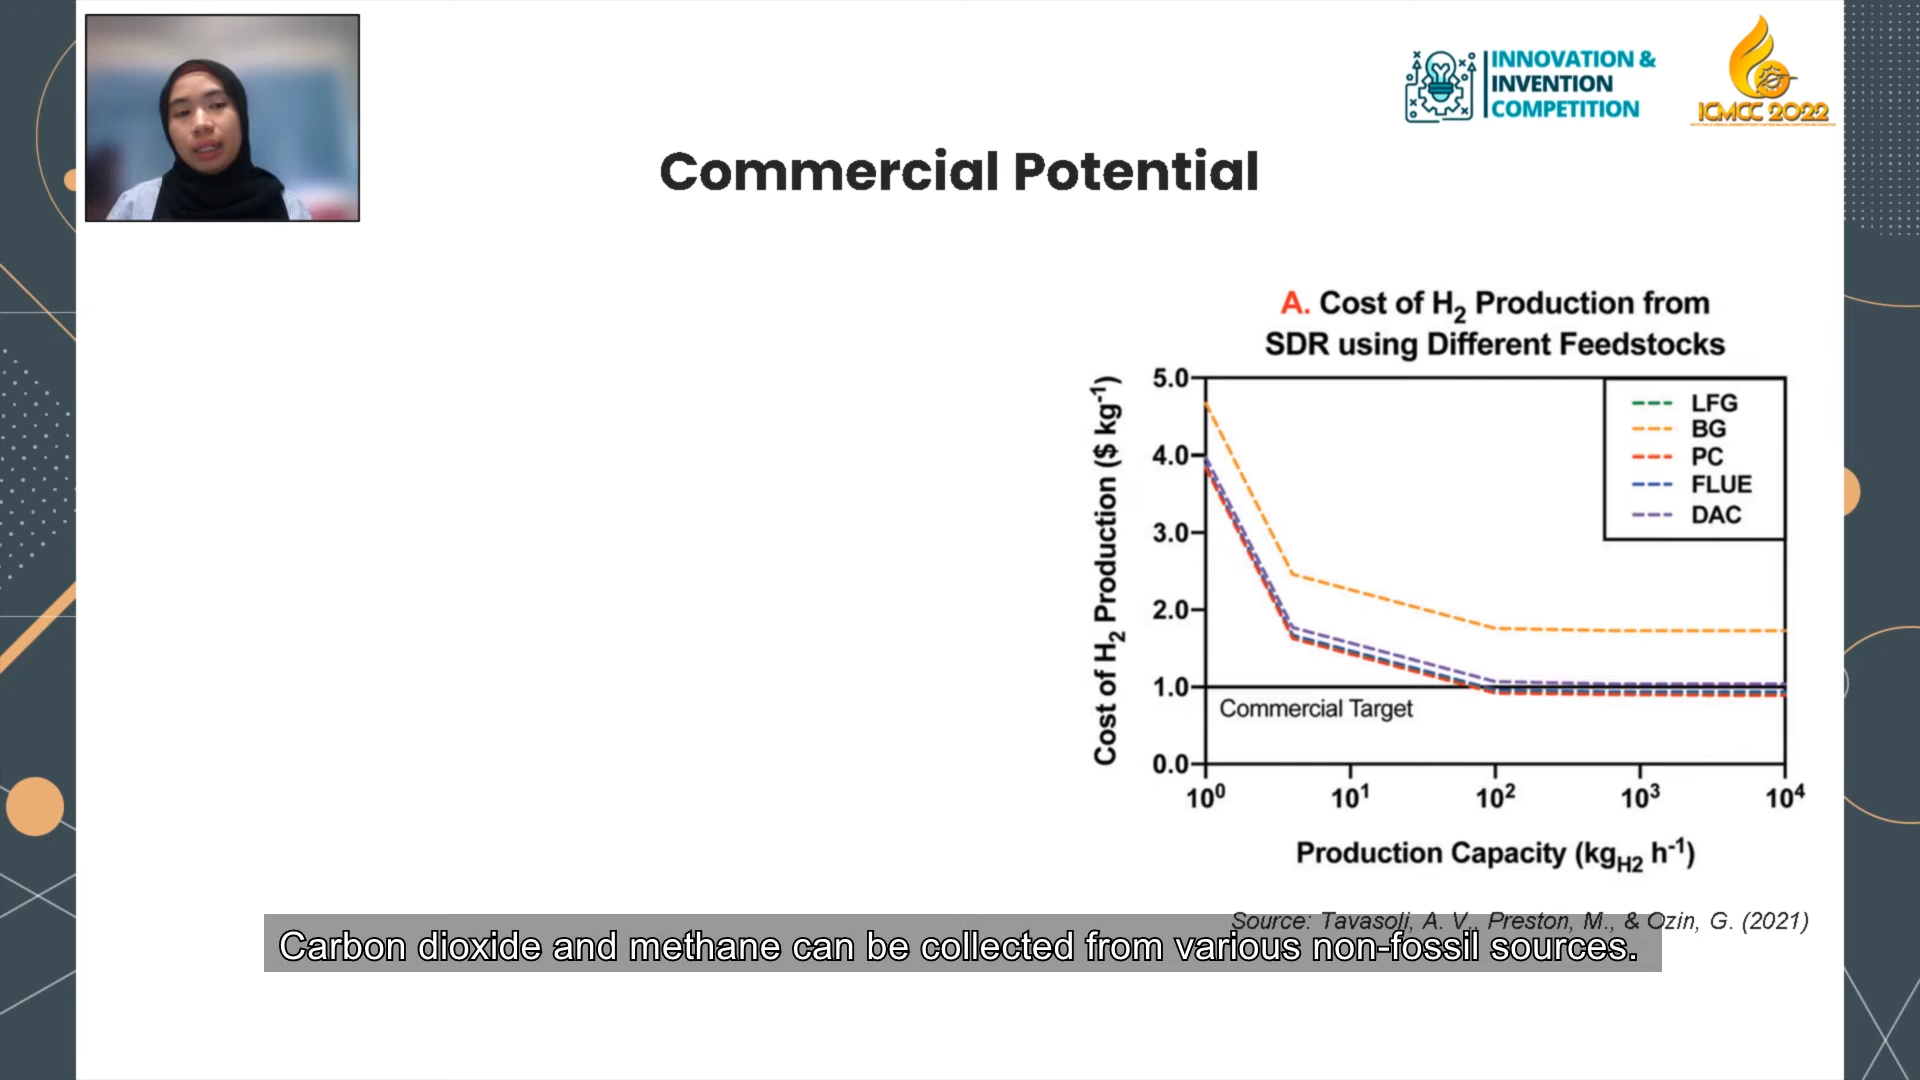 INNOVATION &
INVENTION
COMPETITION
ICMCC 2022
Commercial Potential
A. Cost of H2 Production from
SDR using Different Feedstocks
Cost of H2 Production ($ kg-1)
5.0
4.0
3.0
2.0
1.0
0.0
LFG
BG
PC
FLUE
DAC
Commercial Target
10⁰ 10¹ 10² 10³ 10⁴
Production Capacity (kgH2 h-1)
Source: Tavasoli, A. V., Preston, M., & Ozin, G. (2021)
Carbon dioxide and methane can be collected from various non-fossil sources.